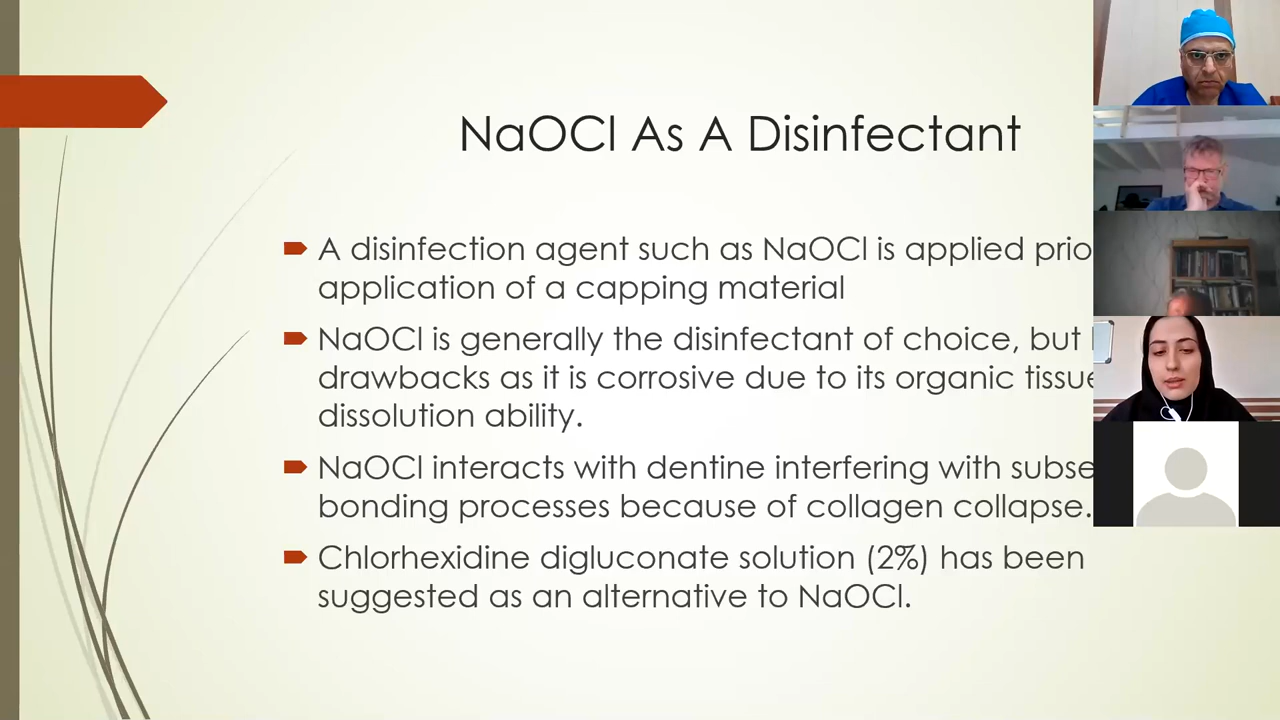 NaOCl As A Disinfectant
A disinfection agent such as NaOCl is applied
application of a capping material
NaOCl is generally the disinfectant of choice, but
drawbacks as it is corrosive due to its organic
dissolution ability.
NaOCl interacts with dentine interfering with
bonding processes because of collagen collapse.
Chlorhexidine digluconate solution (2%) has been
suggested as an alternative to NaOCl.